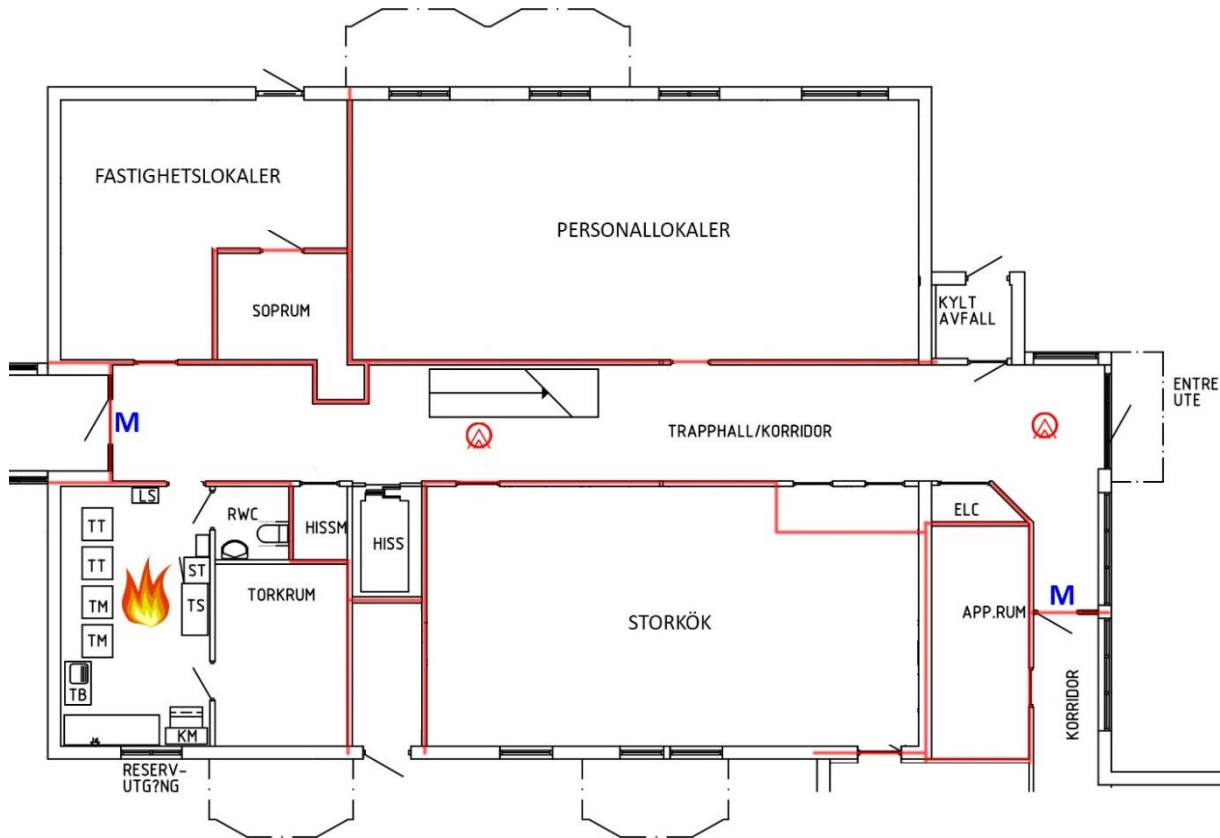 FASTIGHETSLOKALER
PERSONALLOKALER
SOPRUM
KYLT
AVFALL
ENTRE
UTE
M
TRAPPHALL/KORRIDOR
LS
TT
RWC
HISSM
HISS
ELC
TT
ST
TM
TS
TORKRUM
STORKÖK
APP.RUM
M
TM
TB
KM
KORRIDOR
RESERV-
UTG?NG